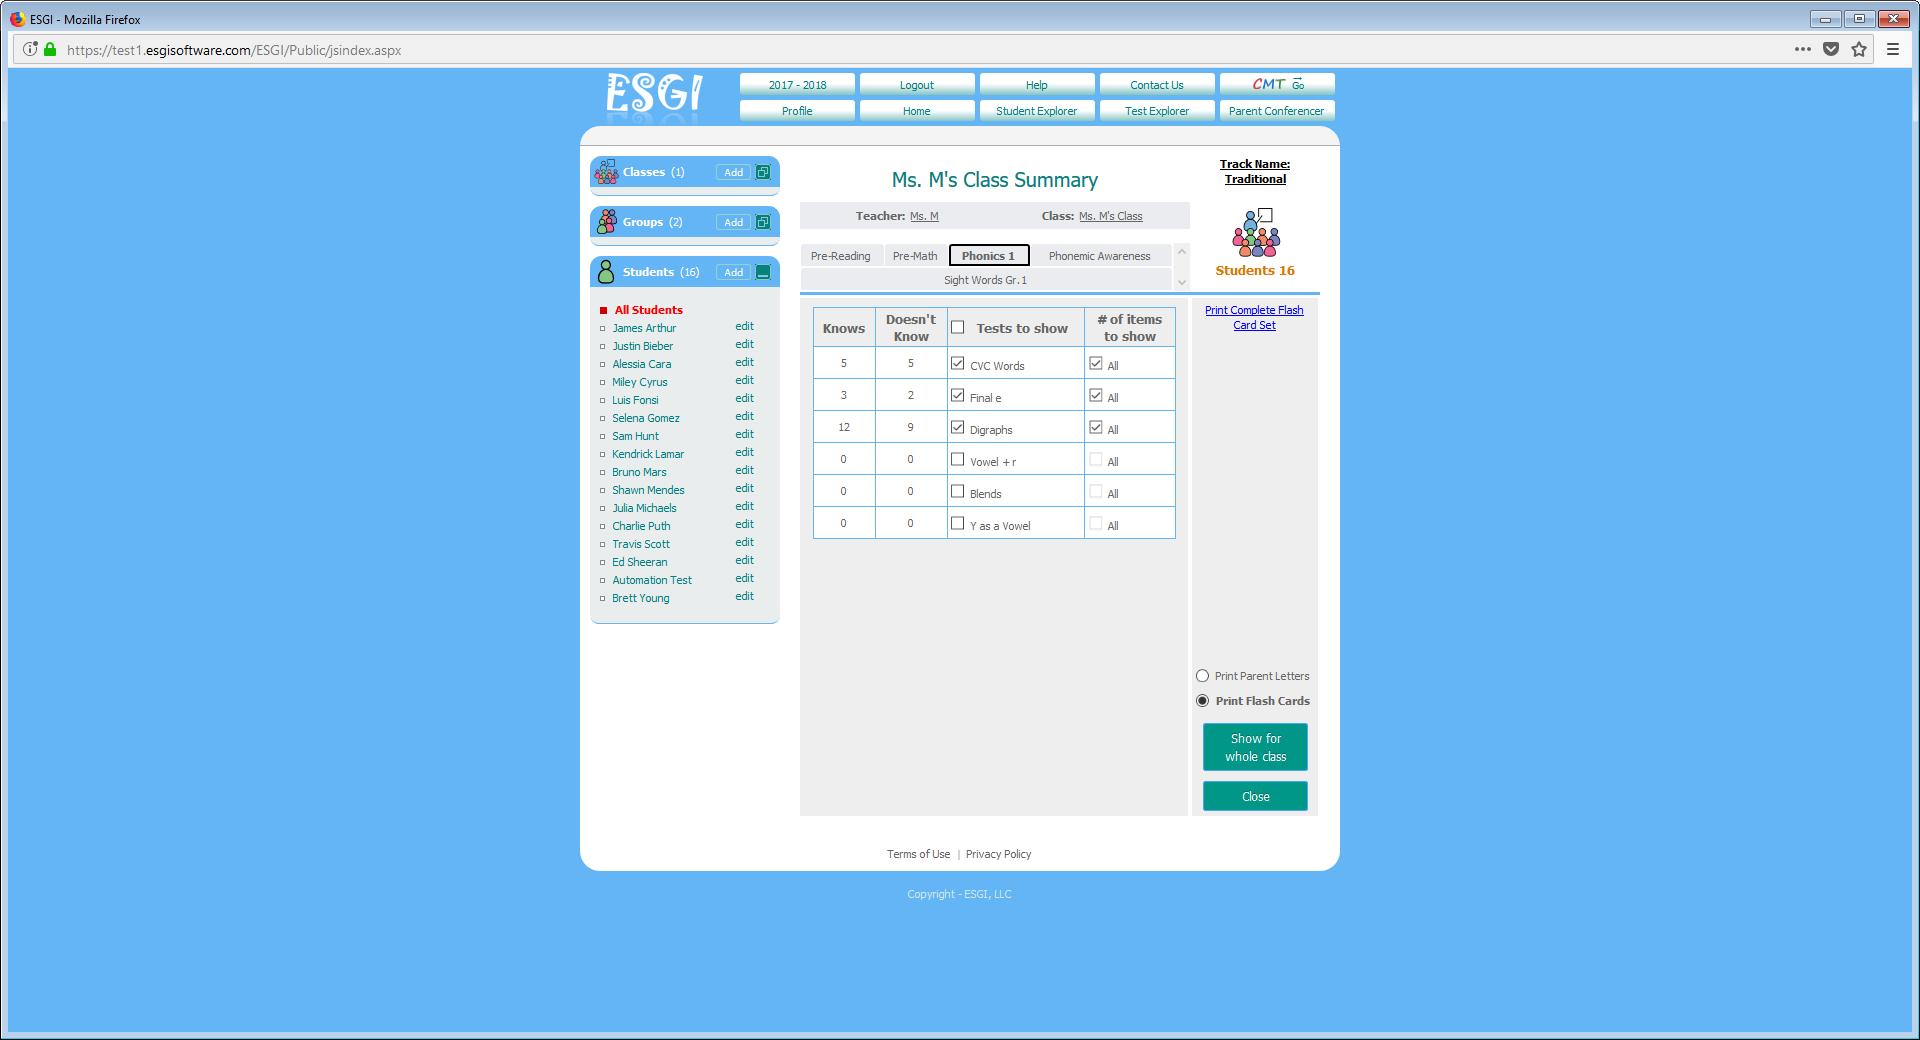 ESGI - Mozilla Firefox
https://test1.esgisoftware.com/ESGI/Public/jsindex.aspx
ESGI
2017 - 2018
Logout
Help
Contact Us
CMT Go
Profile
Home
Student Explorer
Test Explorer
Parent Conferencer
Classes (1) Add
Groups (2) Add
Students (16) Add
All Students
James Arthur edit
Justin Bieber edit
Alessia Cara edit
Miley Cyrus edit
Luis Fonsi edit
Selena Gomez edit
Sam Hunt edit
Kendrick Lamar edit
Bruno Mars edit
Shawn Mendes edit
Julia Michaels edit
Charlie Puth edit
Travis Scott edit
Ed Sheeran edit
Automation Test edit
Brett Young edit
Ms. M's Class Summary
Teacher: Ms. M Class: Ms. M's Class
Pre-Reading Pre-Math Phonics 1 Phonemic Awareness
Sight Words Gr.1
Knows
Doesn't
Know
Tests to show
# of items
to show
5 5 CVC Words All
3 2 Final e All
12 9 Digraphs All
0 0 Vowel + r All
0 0 Blends All
0 0 Y as a Vowel All
Track Name:
Traditional
Students 16
Print Complete Flash
Card Set
Print Parent Letters
Print Flash Cards
Show for
whole class
Close
Terms of Use | Privacy Policy
Copyright - ESGI, LLC